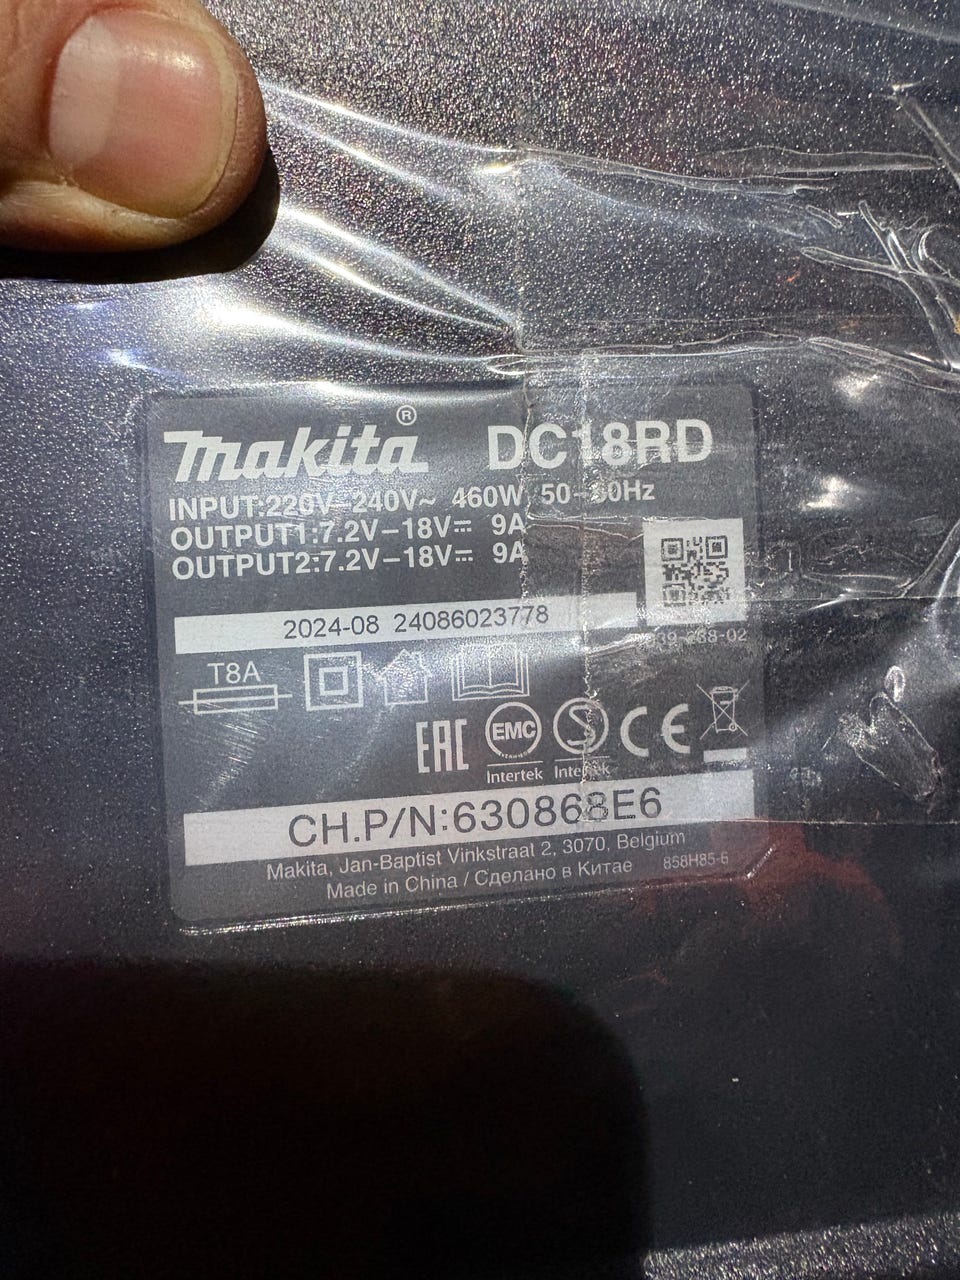 makita® DC18RD
INPUT:220V–240V~ 460W 50–60Hz
OUTPUT1:7.2V–18V⎓ 9A
OUTPUT2:7.2V–18V⎓ 9A
2024-08 24086023778
T8A
EAC EMC S CE
Intertek Intertek
CH.P/N:630868E6
Makita, Jan-Baptist Vinkstraat 2, 3070, Belgium
Made in China / Сделано в Китае 858H85-6